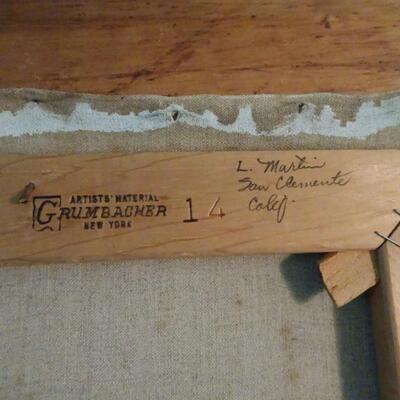 ARTISTS' MATERIAL
GRUMBACHER
NEW YORK
14
L. Martin
San Clemente
Calif.